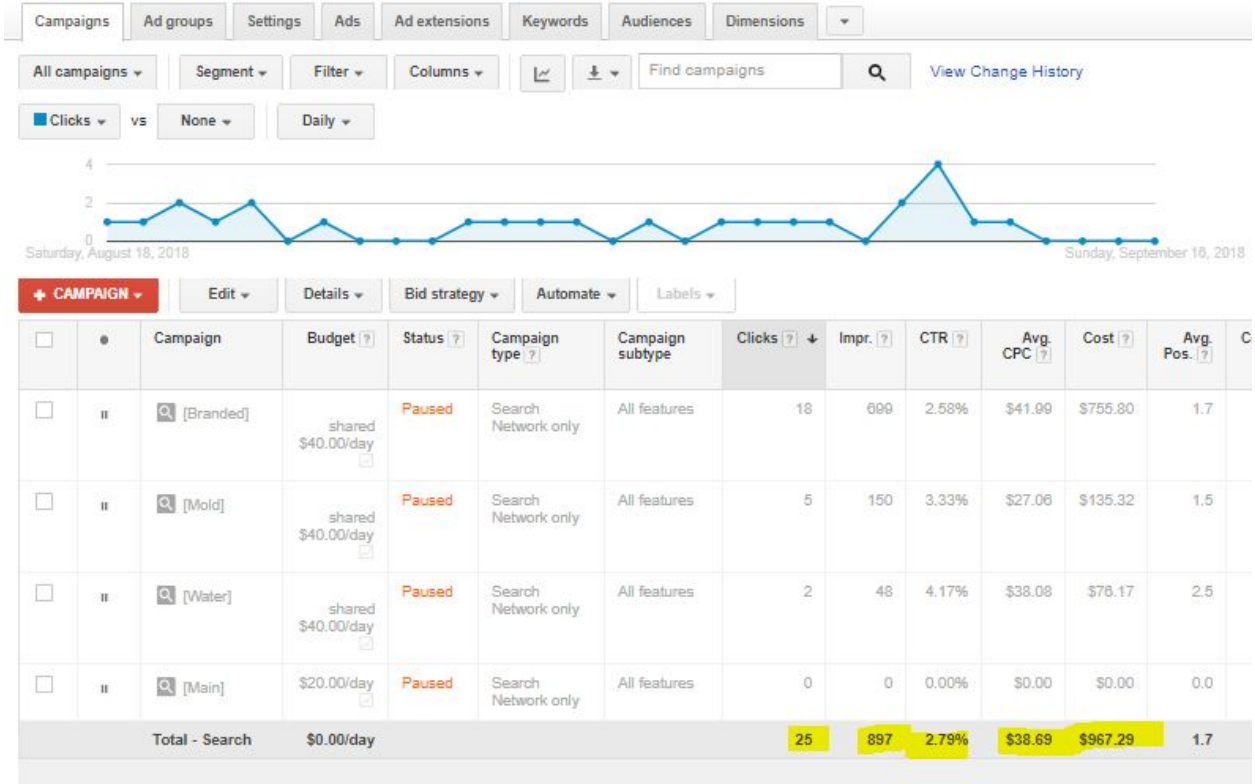 Campaigns Ad groups Settings Ads Ad extensions Keywords Audiences Dimensions
All campaigns Segment Filter Columns Find campaigns View Change History
Clicks vs None Daily
4
2
0
Saturday, August 18, 2018 Sunday, September 16, 2018
+ CAMPAIGN Edit Details Bid strategy Automate Labels
Campaign Budget ? Status ? Campaign type ? Campaign subtype Clicks ? Impr. ? CTR ? Avg. CPC ? Cost ? Avg. Pos. ? C
[Branded] shared $40.00/day Paused Search Network only All features 18 699 2.58% $41.99 $755.80 1.7
[Mold] shared $40.00/day Paused Search Network only All features 5 150 3.33% $27.06 $135.32 1.5
[Water] shared $40.00/day Paused Search Network only All features 2 48 4.17% $38.08 $76.17 2.5
[Main] $20.00/day Paused Search Network only All features 0 0 0.00% $0.00 $0.00 0.0
Total - Search $0.00/day 25 897 2.79% $38.69 $967.29 1.7